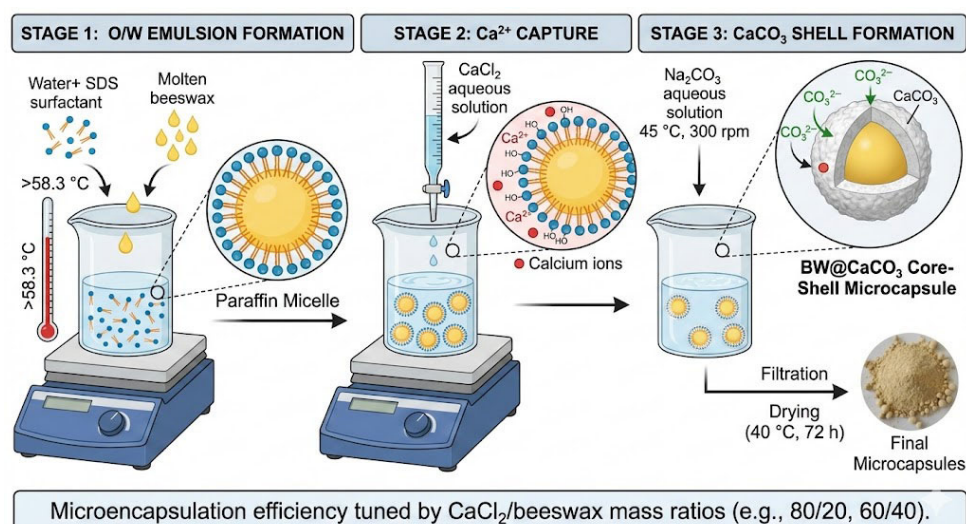 STAGE 1: O/W EMULSION FORMATION
Water+ SDS
surfactant
Molten
beeswax
>58.3 °C
>58.3 °C
Paraffin Micelle
STAGE 2: Ca²⁺ CAPTURE
CaCl₂
aqueous
solution
OH
HO
Ca²⁺
HO
HO
HO
Ca²⁺
HO
HO
HO
Calcium ions
STAGE 3: CaCO₃ SHELL FORMATION
Na₂CO₃
aqueous
solution
45 °C, 300 rpm
CO₃²⁻
CO₃²⁻
CaCO₃
CO₃²⁻
BW@CaCO₃ Core-
Shell Microcapsule
Filtration
Drying
(40 °C, 72 h)
Final
Microcapsules
Microencapsulation efficiency tuned by CaCl₂/beeswax mass ratios (e.g., 80/20, 60/40).